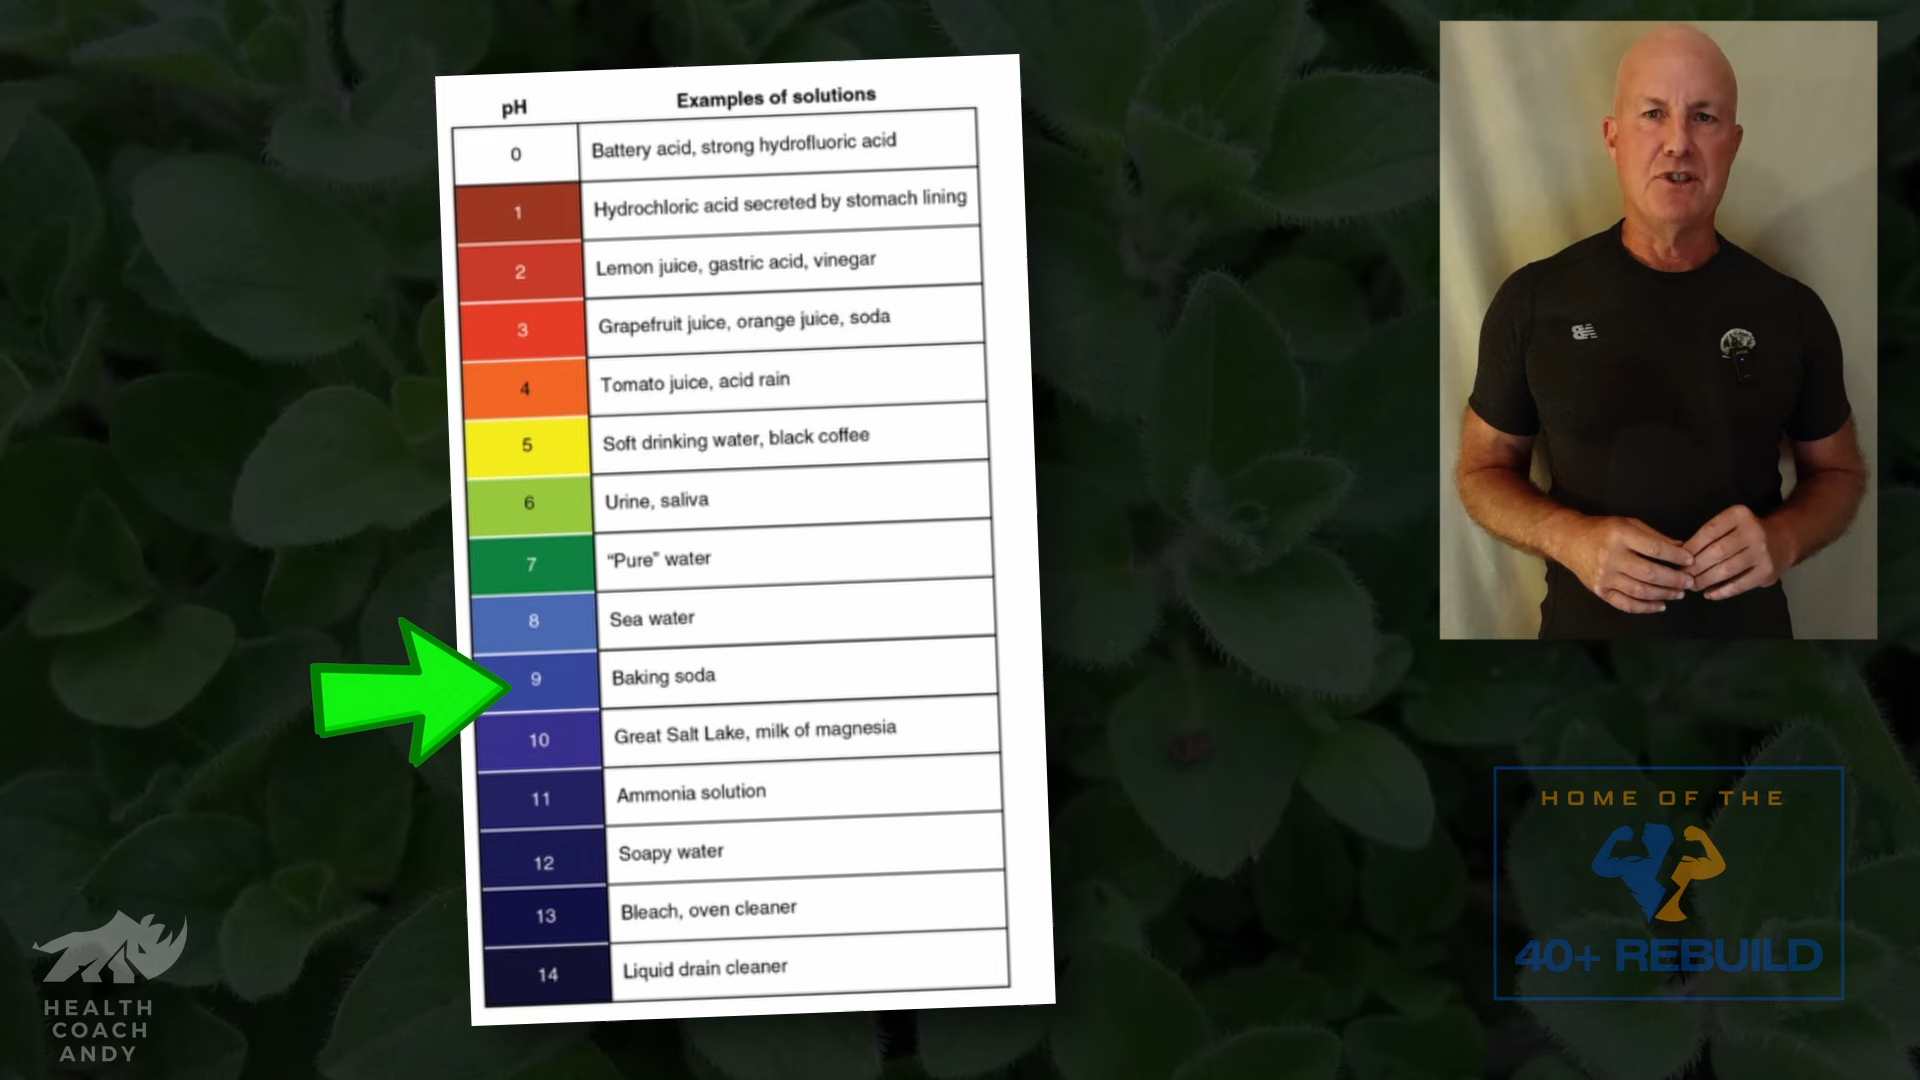 pH Examples of solutions
0 Battery acid, strong hydrofluoric acid
1 Hydrochloric acid secreted by stomach lining
2 Lemon juice, gastric acid, vinegar
3 Grapefruit juice, orange juice, soda
4 Tomato juice, acid rain
5 Soft drinking water, black coffee
6 Urine, saliva
7 “Pure” water
8 Sea water
9 Baking soda
10 Great Salt Lake, milk of magnesia
11 Ammonia solution
12 Soapy water
13 Bleach, oven cleaner
14 Liquid drain cleaner
HOME OF THE
40+ REBUILD
HEALTH
COACH
ANDY